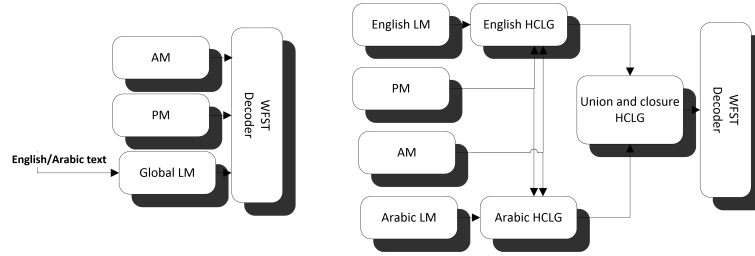 AM
PM
English/Arabic text
Global LM
WFST
Decoder
English LM
English HCLG
PM
AM
Arabic LM
Arabic HCLG
Union and closure
HCLG
WFST
Decoder